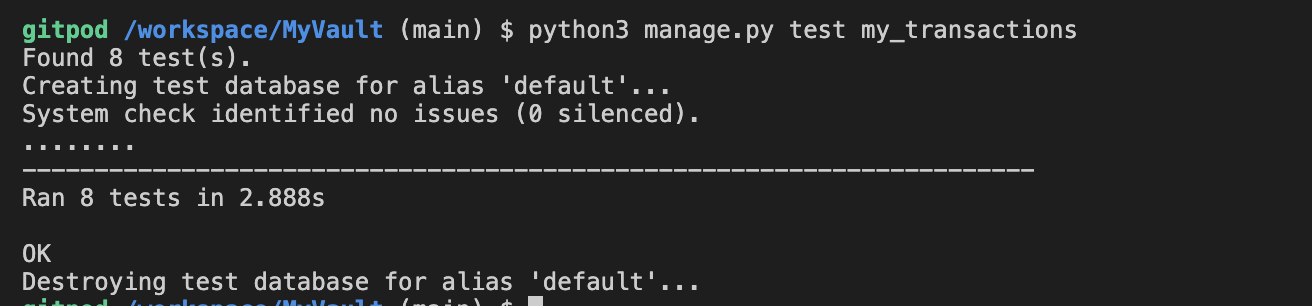 gitpod /workspace/MyVault (main) $ python3 manage.py test my_transactions
Found 8 test(s).
Creating test database for alias 'default'...
System check identified no issues (0 silenced).
........
----------------------------------------------------------------------
Ran 8 tests in 2.888s
OK
Destroying test database for alias 'default'...
gitpod /workspace/MyVault (main) $